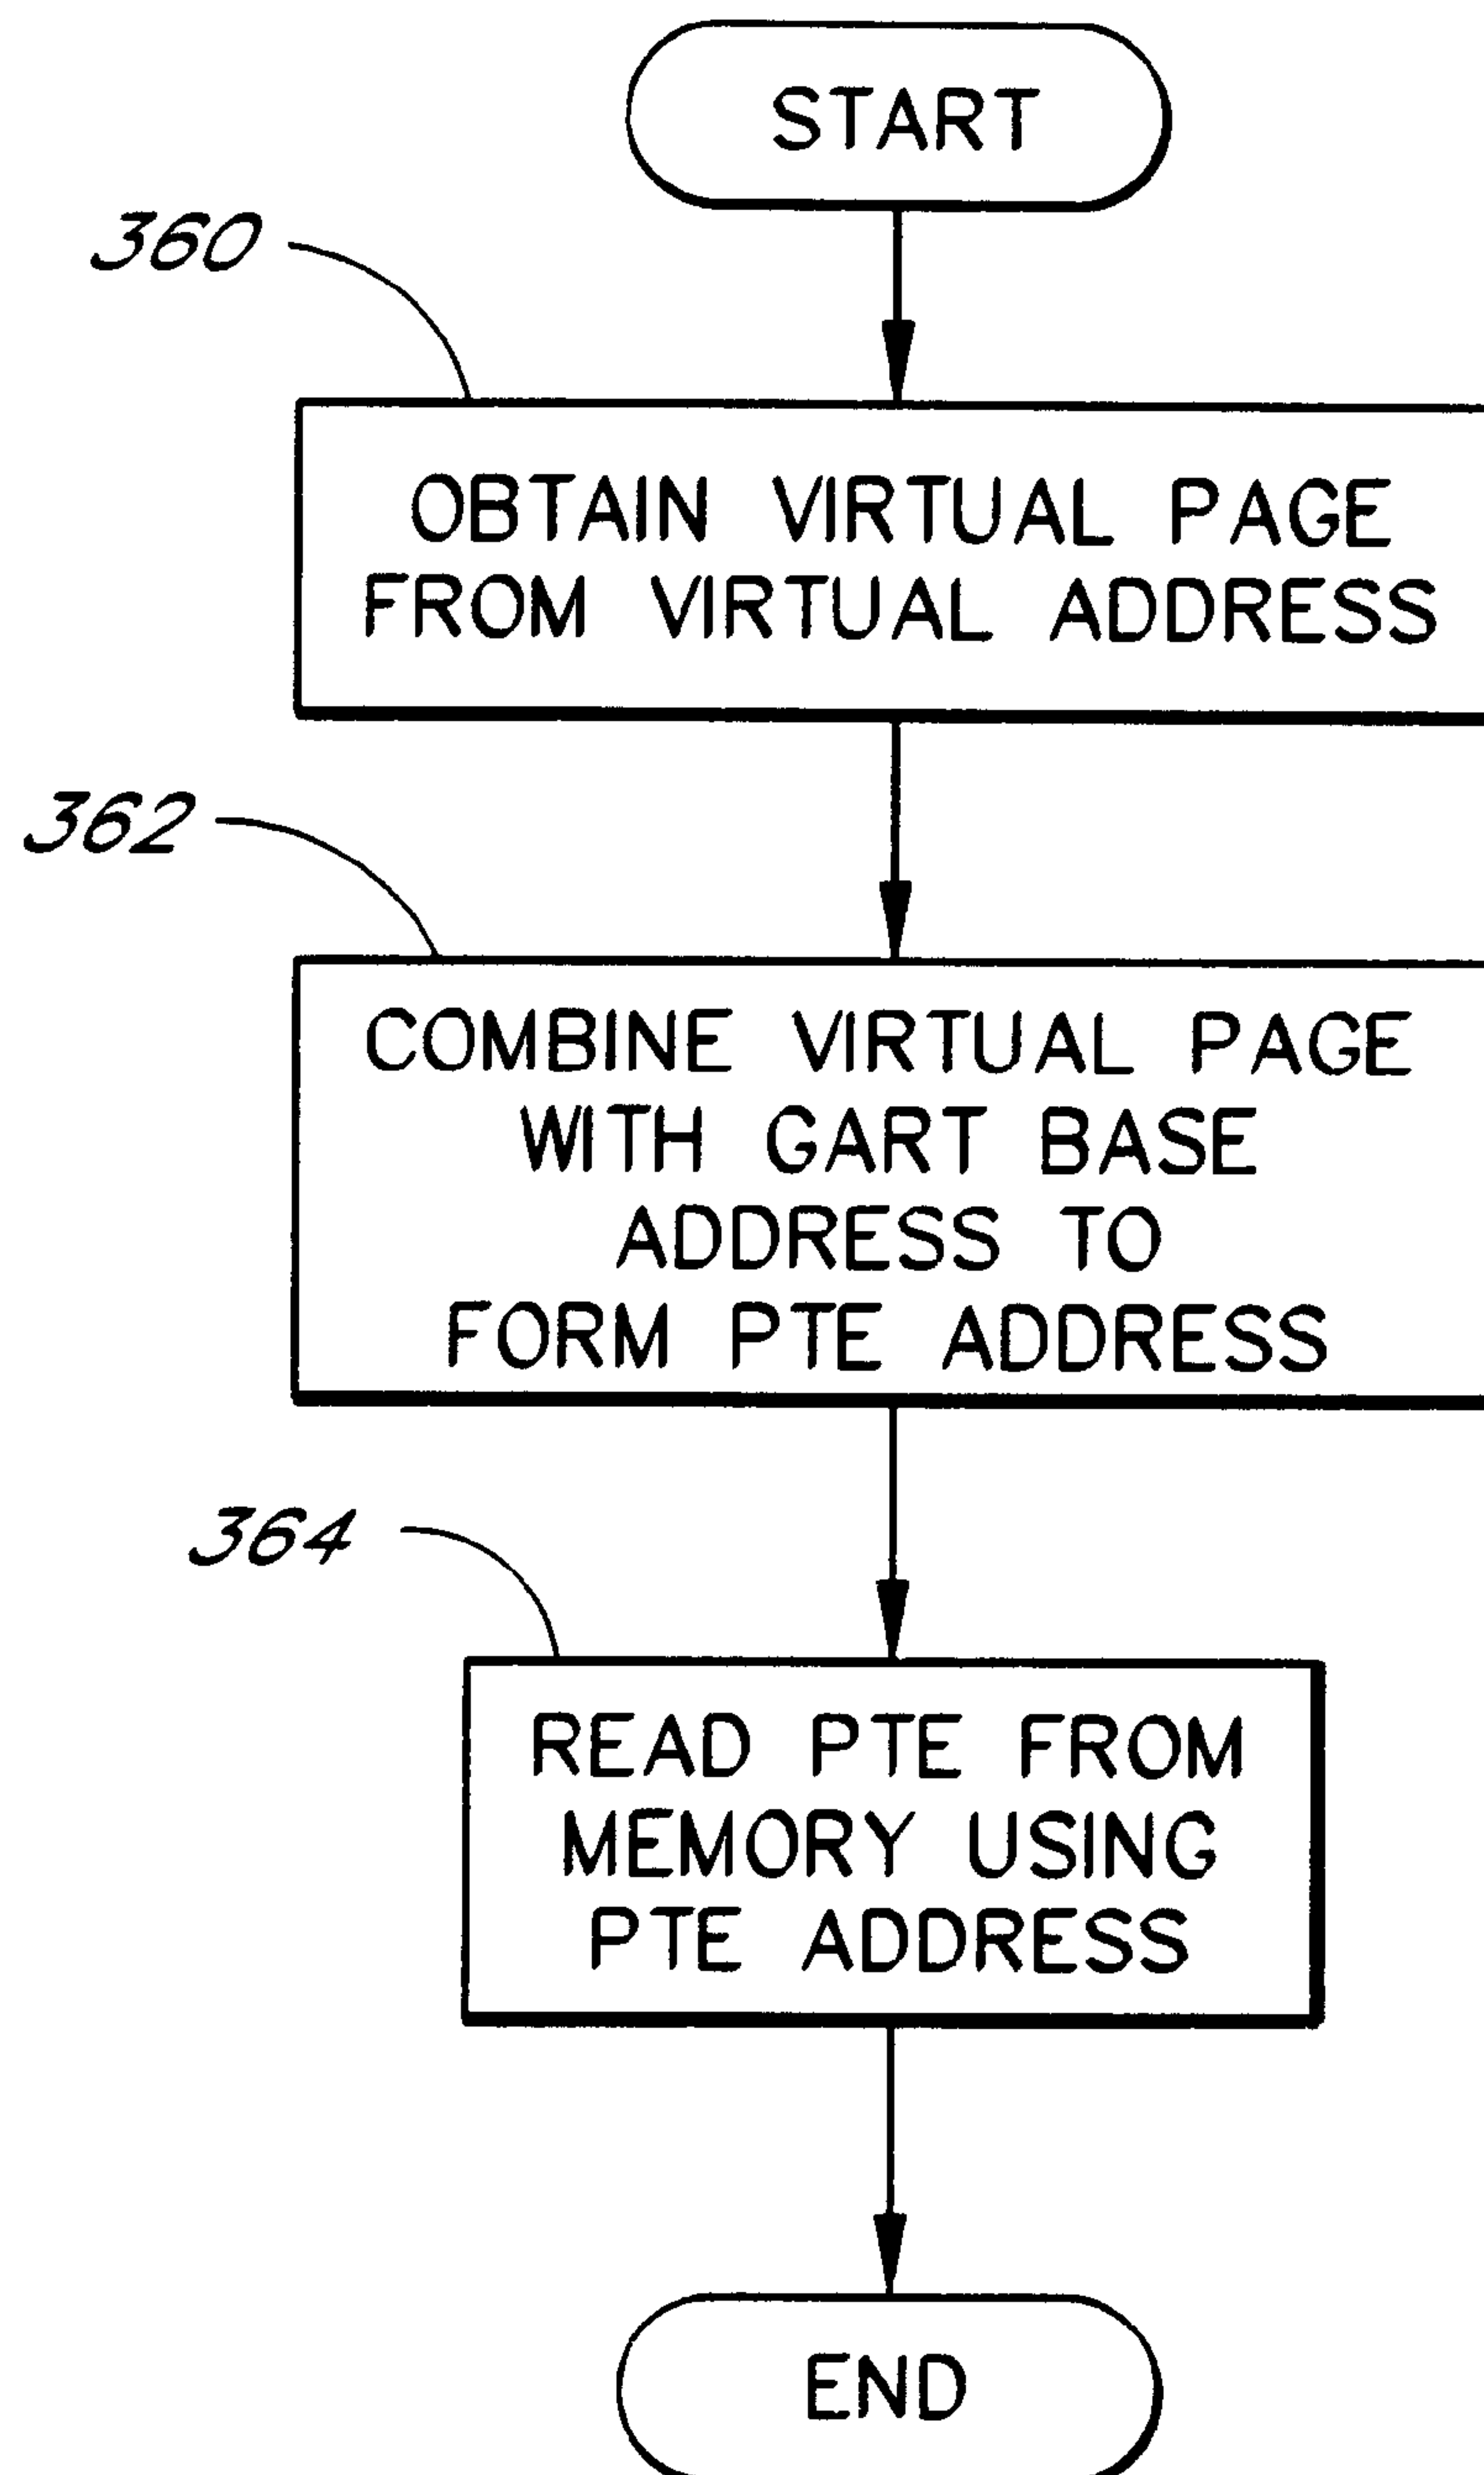 START
360
OBTAIN VIRTUAL PAGE
FROM VIRTUAL ADDRESS
362
COMBINE VIRTUAL PAGE
WITH GART BASE
ADDRESS TO
FORM PTE ADDRESS
364
READ PTE FROM
MEMORY USING
PTE ADDRESS
END